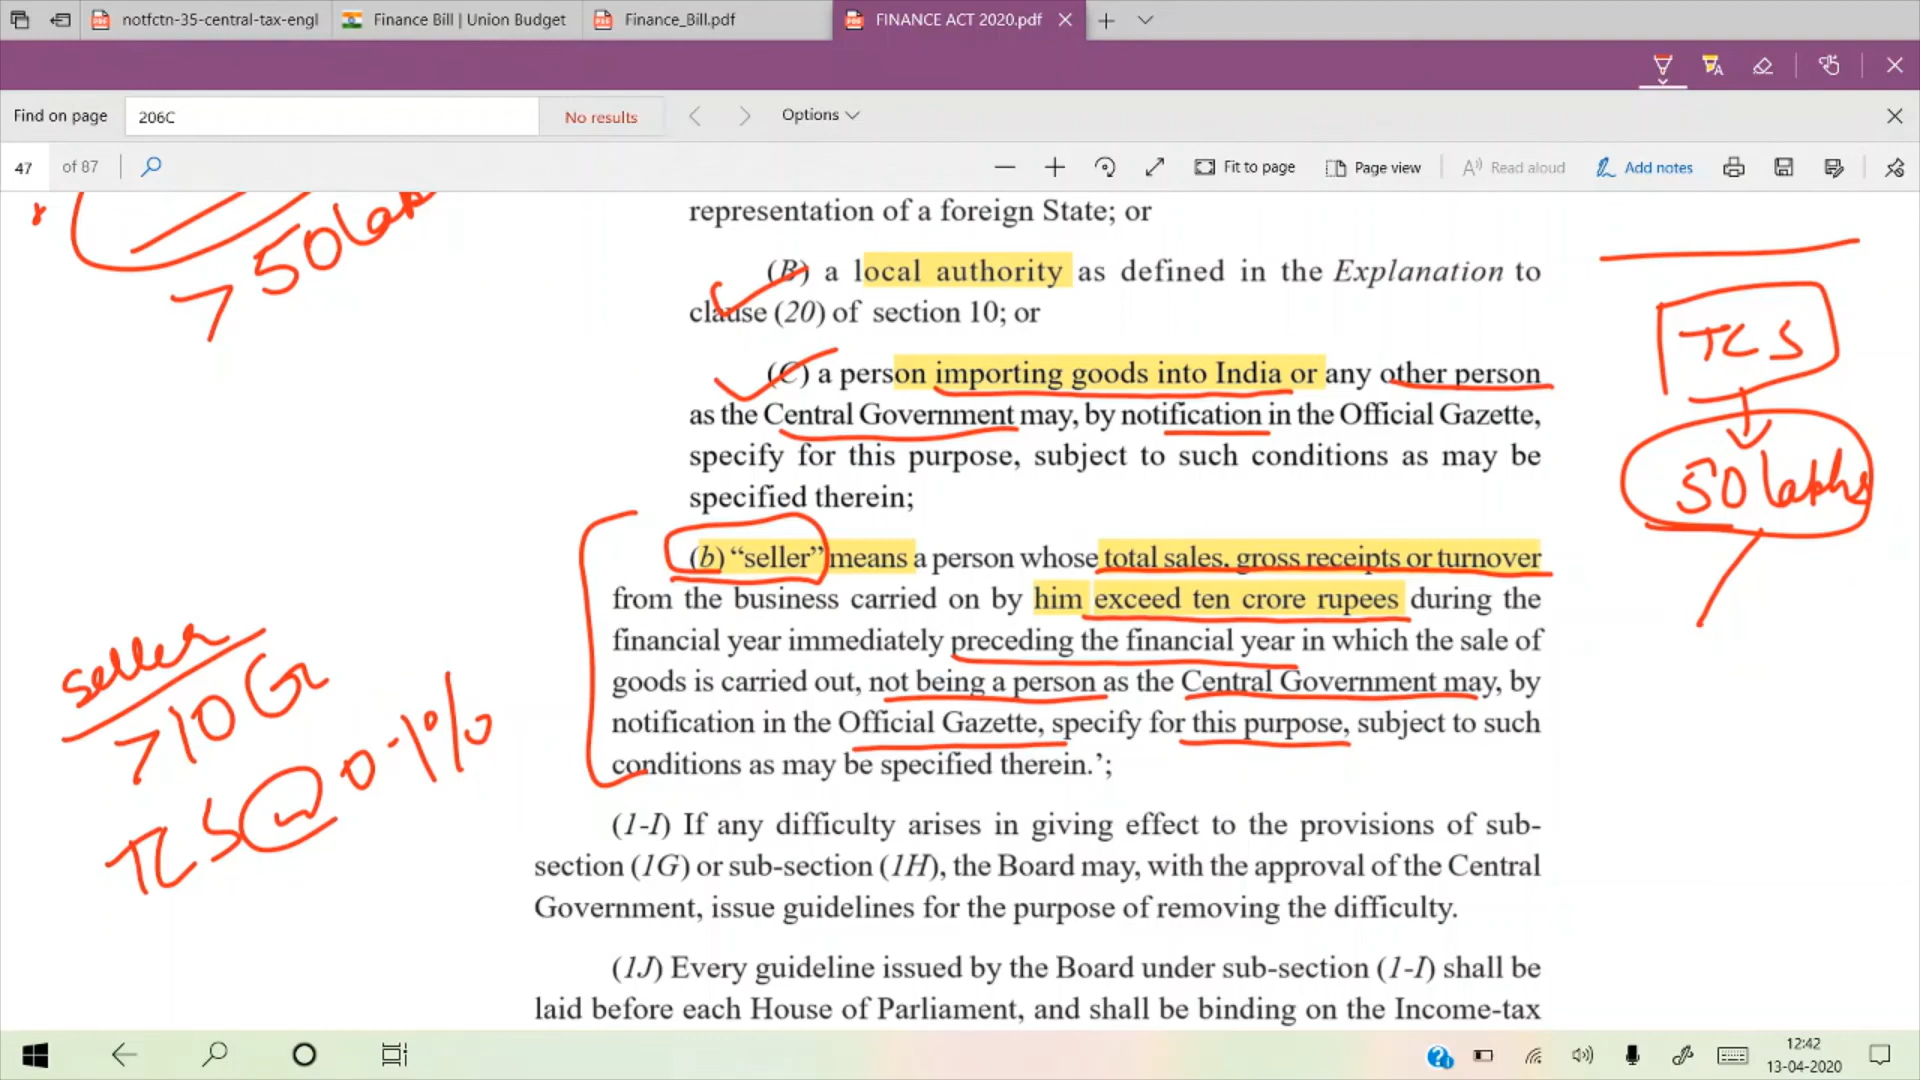 notfctn-35-central-tax-engl
Finance Bill | Union Budget
Finance_Bill.pdf
FINANCE ACT 2020.pdf
Find on page
206C
No results
Options
47
of 87
Fit to page
Page view
Read aloud
Add notes
> 50 lakh
representation of a foreign State; or
(B) a local authority as defined in the Explanation to
clause (20) of section 10; or
(C) a person importing goods into India or any other person
as the Central Government may, by notification in the Official Gazette,
specify for this purpose, subject to such conditions as may be
specified therein;
TCS
50 lakhs
(b) “seller” means a person whose total sales, gross receipts or turnover
from the business carried on by him exceed ten crore rupees during the
financial year immediately preceding the financial year in which the sale of
goods is carried out, not being a person as the Central Government may, by
notification in the Official Gazette, specify for this purpose, subject to such
conditions as may be specified therein.’;
seller
>10 Cr
TCS @ 0.1%
(1-I) If any difficulty arises in giving effect to the provisions of sub-
section (1G) or sub-section (1H), the Board may, with the approval of the Central
Government, issue guidelines for the purpose of removing the difficulty.
(1J) Every guideline issued by the Board under sub-section (1-I) shall be
laid before each House of Parliament, and shall be binding on the Income-tax
12:42
13-04-2020